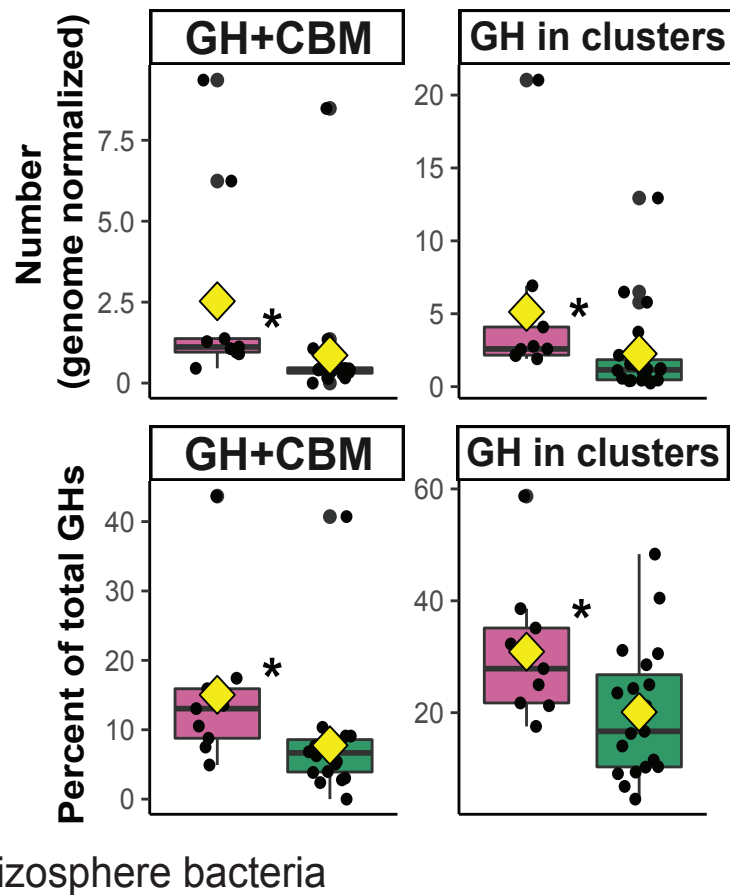 GH+CBM
GH in clusters
Number
(genome normalized)
7.5
5.0
2.5
0
*
20
15
10
5
0
*
GH+CBM
GH in clusters
Percent of total GHs
40
30
20
10
0
*
60
40
20
*
izosphere bacteria